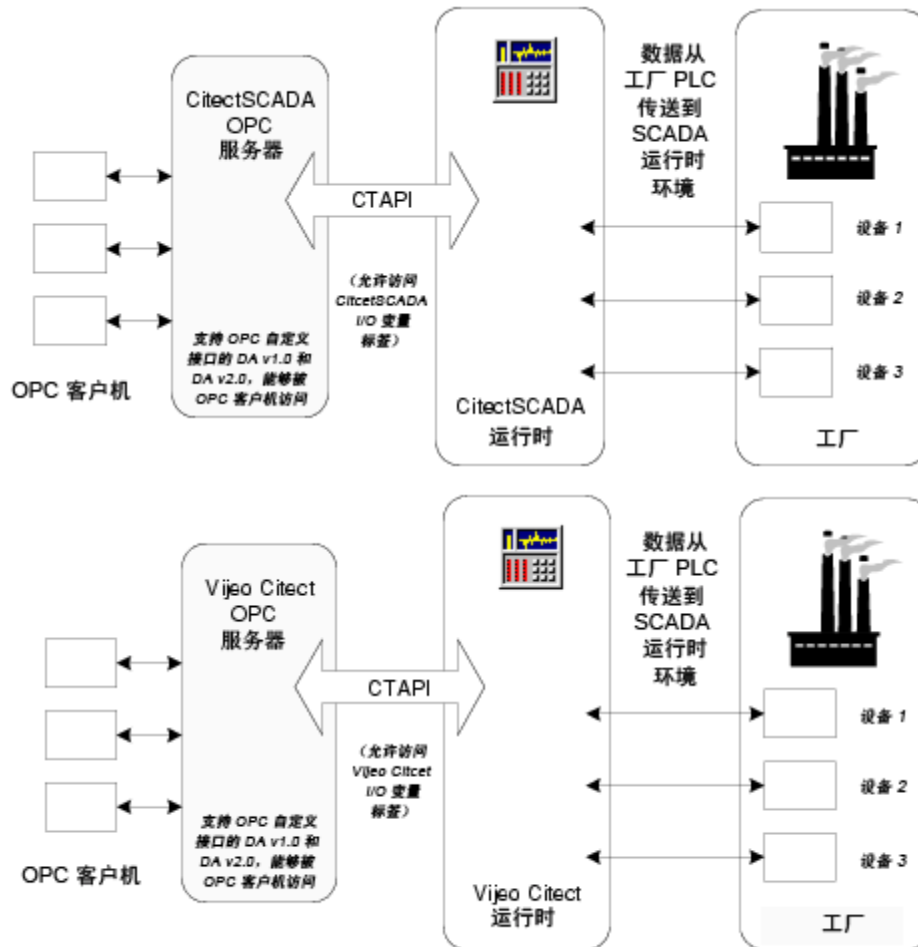 CitectSCADA
OPC
服务器
CTAPI
（允许访问
CitcetSCADA
I/O 变量
标签）
支持 OPC 自定义
接口的 DA v1.0 和
DA v2.0，能够被
OPC 客户机访问
OPC 客户机
CitectSCADA
运行时
数据从
工厂 PLC
传送到
SCADA
运行时
环境
设备 1
设备 2
设备 3
工厂
Vijeo Citect
OPC
服务器
CTAPI
（允许访问
Vijeo Citcet
I/O 变量
标签）
支持 OPC 自定义
接口的 DA v1.0 和
DA v2.0，能够被
OPC 客户机访问
OPC 客户机
Vijeo Citect
运行时
数据从
工厂 PLC
传送到
SCADA
运行时
环境
设备 1
设备 2
设备 3
工厂